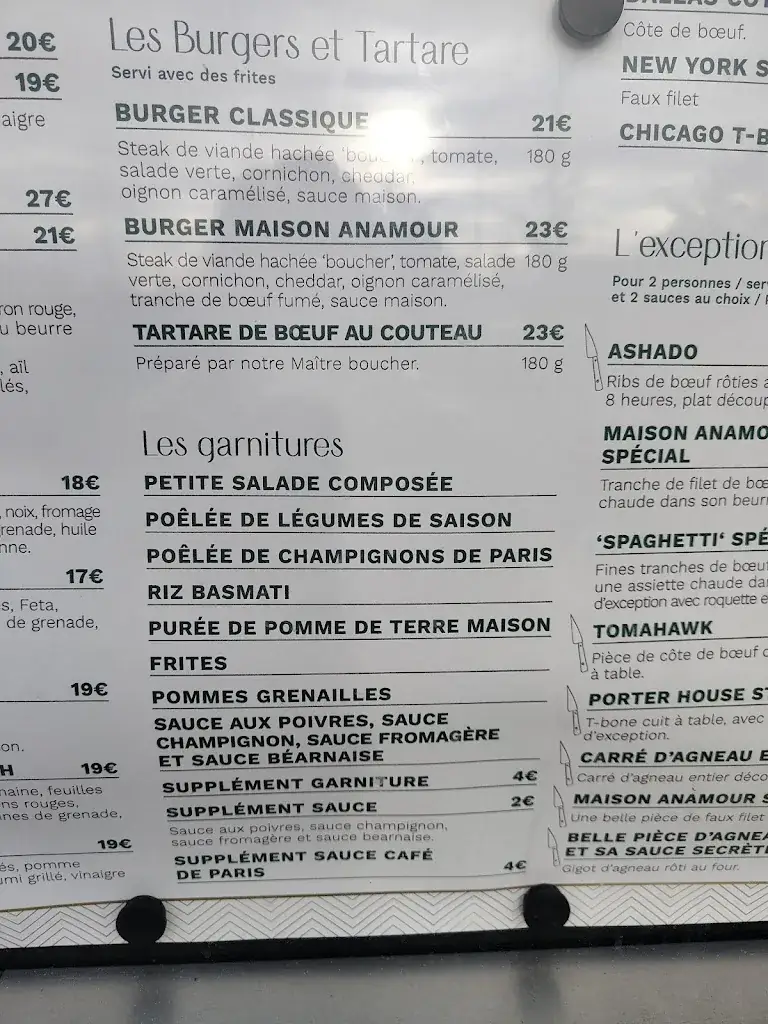 20€
19€
aigre
27€
21€
ron rouge,
u beurre
, aïl
lés,
18€
, noix, fromage
renade, huile
nne.
17€
s, Feta,
de grenade,
19€
on.
H 19€
naine, feuilles
ns rouges,
nes de grenade,
19€
és, pomme
umi grillé, vinaigre
Les Burgers et Tartare
Servi avec des frites
BURGER CLASSIQUE 21€
Steak de viande hachée tomate, 180 g
salade verte, cornichon, cheddar,
oignon caramélisé, sauce maison.
BURGER MAISON ANAMOUR 23€
Steak de viande hachée ‘boucher’, tomate, salade 180 g
verte, cornichon, cheddar, oignon caramélisé,
tranche de bœuf fumé, sauce maison.
TARTARE DE BŒUF AU COUTEAU 23€
Préparé par notre Maître boucher. 180 g
Les garnitures
PETITE SALADE COMPOSÉE
POÊLÉE DE LÉGUMES DE SAISON
POÊLÉE DE CHAMPIGNONS DE PARIS
RIZ BASMATI
PURÉE DE POMME DE TERRE MAISON
FRITES
POMMES GRENAILLES
SAUCE AUX POIVRES, SAUCE
CHAMPIGNON, SAUCE FROMAGÈRE
ET SAUCE BÉARNAISE
SUPPLÉMENT GARNITURE 4€
SUPPLÉMENT SAUCE 2€
Sauce aux poivres, sauce champignon,
sauce fromagère et sauce béarnaise.
SUPPLÉMENT SAUCE CAFÉ
DE PARIS 4€
Côte de bœuf.
NEW YORK S
Faux filet
CHICAGO T-B
L'exception
Pour 2 personnes / ser
et 2 sauces au choix /
ASHADO
Ribs de bœuf rôties
8 heures, plat découp
MAISON ANAMO
SPÉCIAL
Tranche de filet de bœ
chaude dans son beur
‘SPAGHETTI‘ SPÉ
Fines tranches de bœuf
une assiette chaude da
d'exception avec roquette e
TOMAHAWK
Pièce de côte de bœuf
à table.
PORTER HOUSE ST
T-bone cuit à table, avec
d'exception.
CARRÉ D'AGNEAU E
Carré d'agneau entier déco
MAISON ANAMOUR S
Une belle pièce de faux filet
BELLE PIÈCE D'AGNEA
ET SA SAUCE SECRÈT
Gigot d'agneau rôti au four.